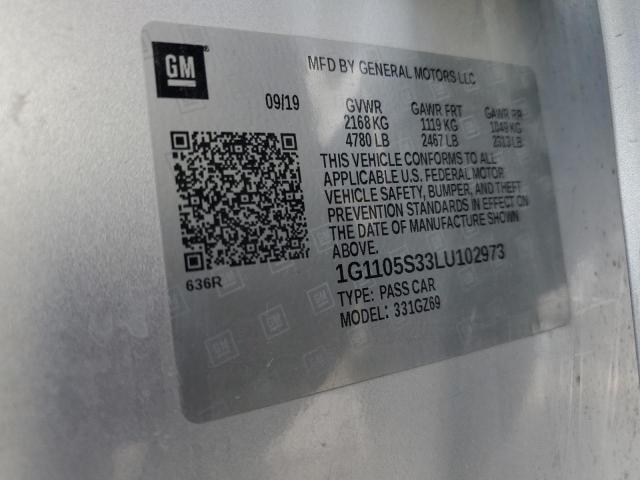 GM
MFD BY GENERAL MOTORS LLC
09/19 GVWR GAWR FRT GAWR RR
2168 KG 1119 KG 1049 KG
4780 LB 2467 LB 2313 LB
THIS VEHICLE CONFORMS TO ALL
APPLICABLE U.S. FEDERAL MOTOR
VEHICLE SAFETY, BUMPER, AND THEFT
PREVENTION STANDARDS IN EFFECT ON
THE DATE OF MANUFACTURE SHOWN
ABOVE.
636R
1G1105S33LU102973
TYPE: PASS CAR
MODEL: 331GZ69